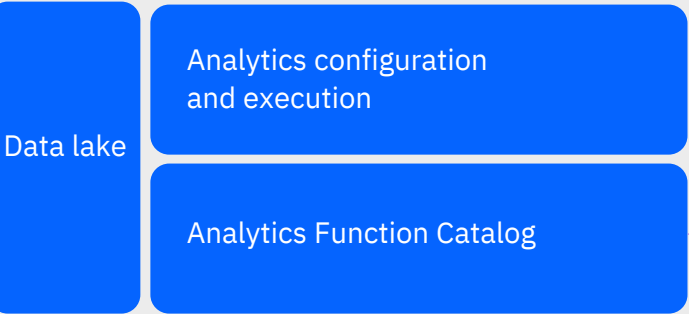 Data lake
Analytics configuration
and execution
Analytics Function Catalog